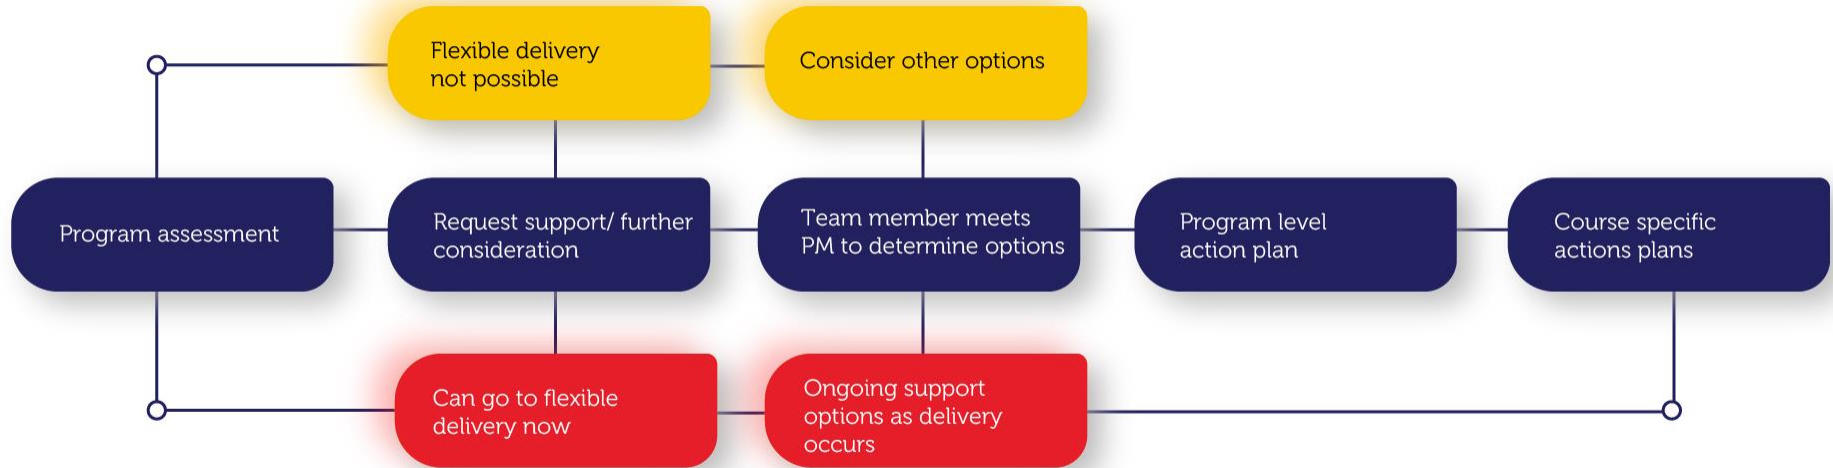 Flexible delivery
not possible
Consider other options
Program assessment
Request support/ further
consideration
Team member meets
PM to determine options
Program level
action plan
Course specific
actions plans
Can go to flexible
delivery now
Ongoing support
options as delivery
occurs